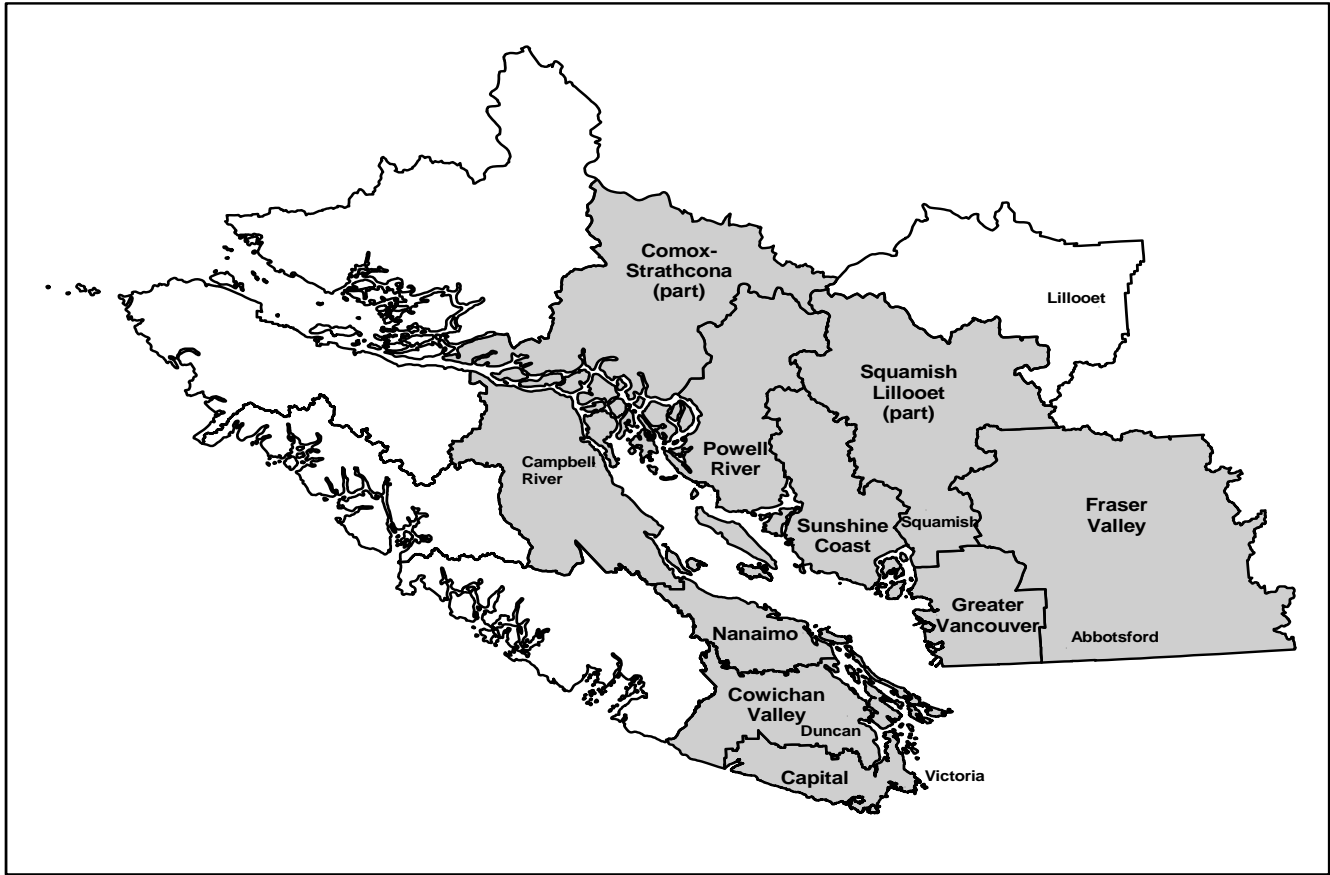 Comox-
Strathcona
(part)
Lillooet
Squamish
Lillooet
(part)
Powell
River
Campbell
River
Fraser
Valley
Sunshine
Coast
Squamish
Greater
Vancouver
Abbotsford
Nanaimo
Cowichan
Valley
Duncan
Capital
Victoria